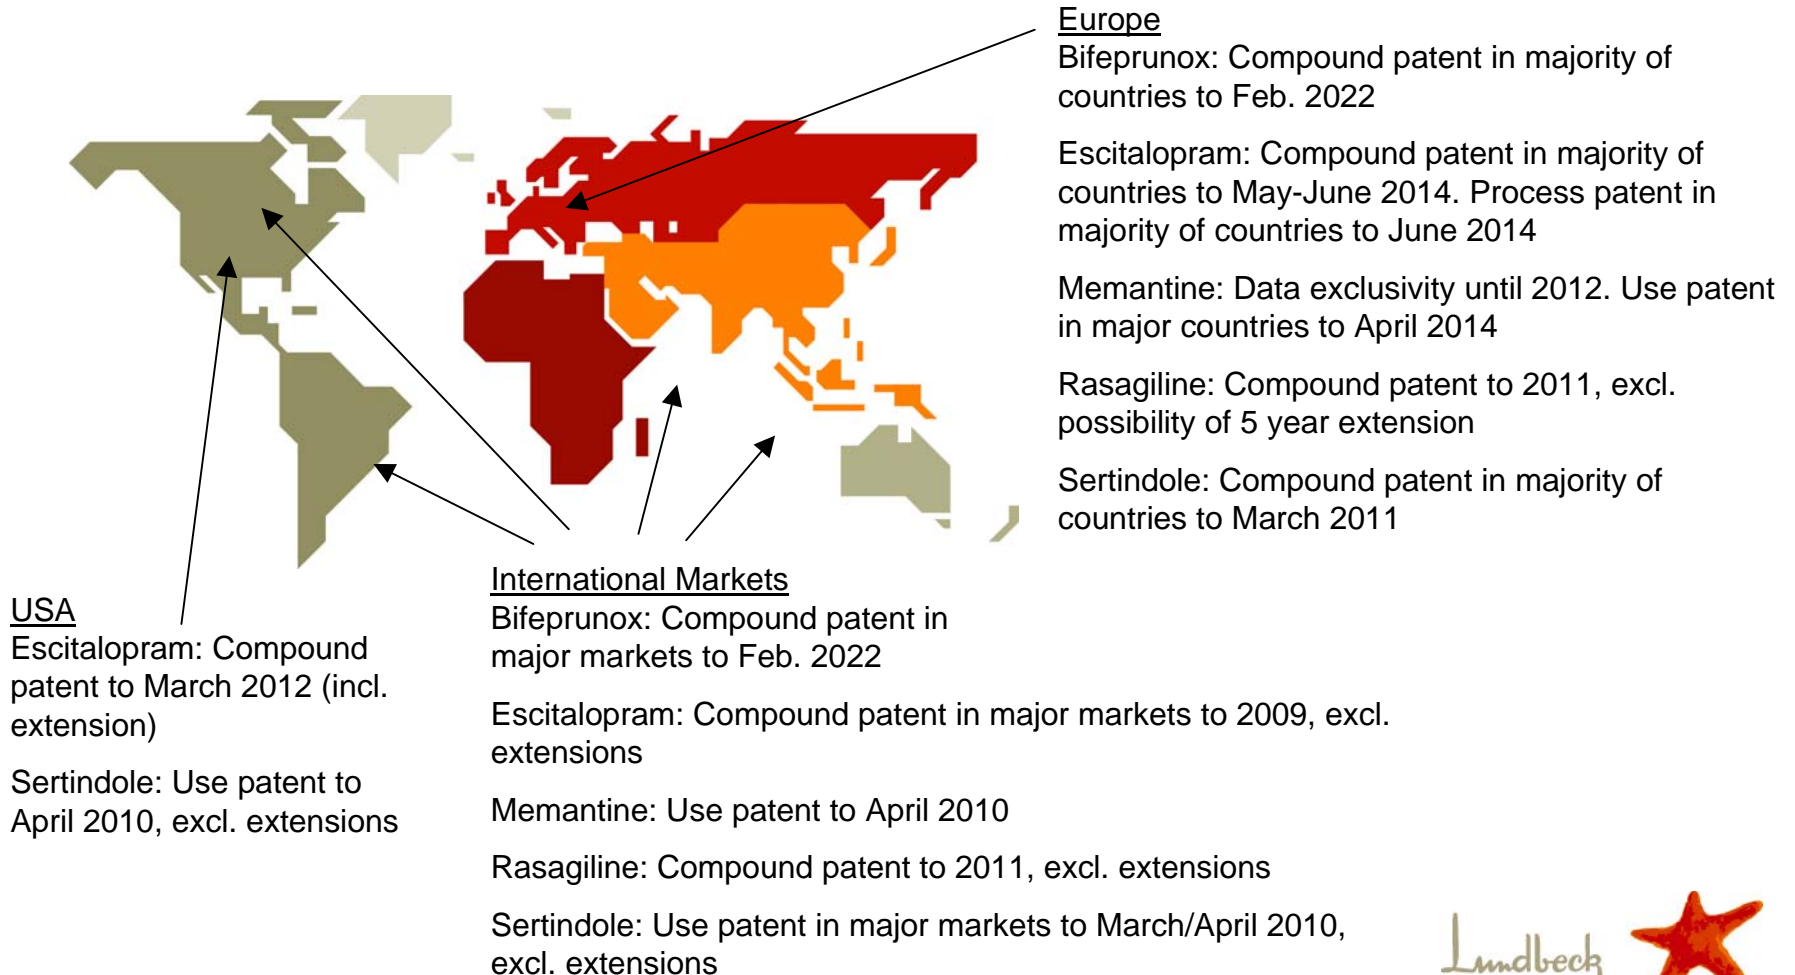 Europe
Bifeprunox: Compound patent in majority of
countries to Feb. 2022
Escitalopram: Compound patent in majority of
countries to May-June 2014. Process patent in
majority of countries to June 2014
Memantine: Data exclusivity until 2012. Use patent
in major countries to April 2014
Rasagiline: Compound patent to 2011, excl.
possibility of 5 year extension
Sertindole: Compound patent in majority of
countries to March 2011
USA
Escitalopram: Compound
patent to March 2012 (incl.
extension)
Sertindole: Use patent to
April 2010, excl. extensions
International Markets
Bifeprunox: Compound patent in
major markets to Feb. 2022
Escitalopram: Compound patent in major markets to 2009, excl.
extensions
Memantine: Use patent to April 2010
Rasagiline: Compound patent to 2011, excl. extensions
Sertindole: Use patent in major markets to March/April 2010,
excl. extensions
Lundbeck